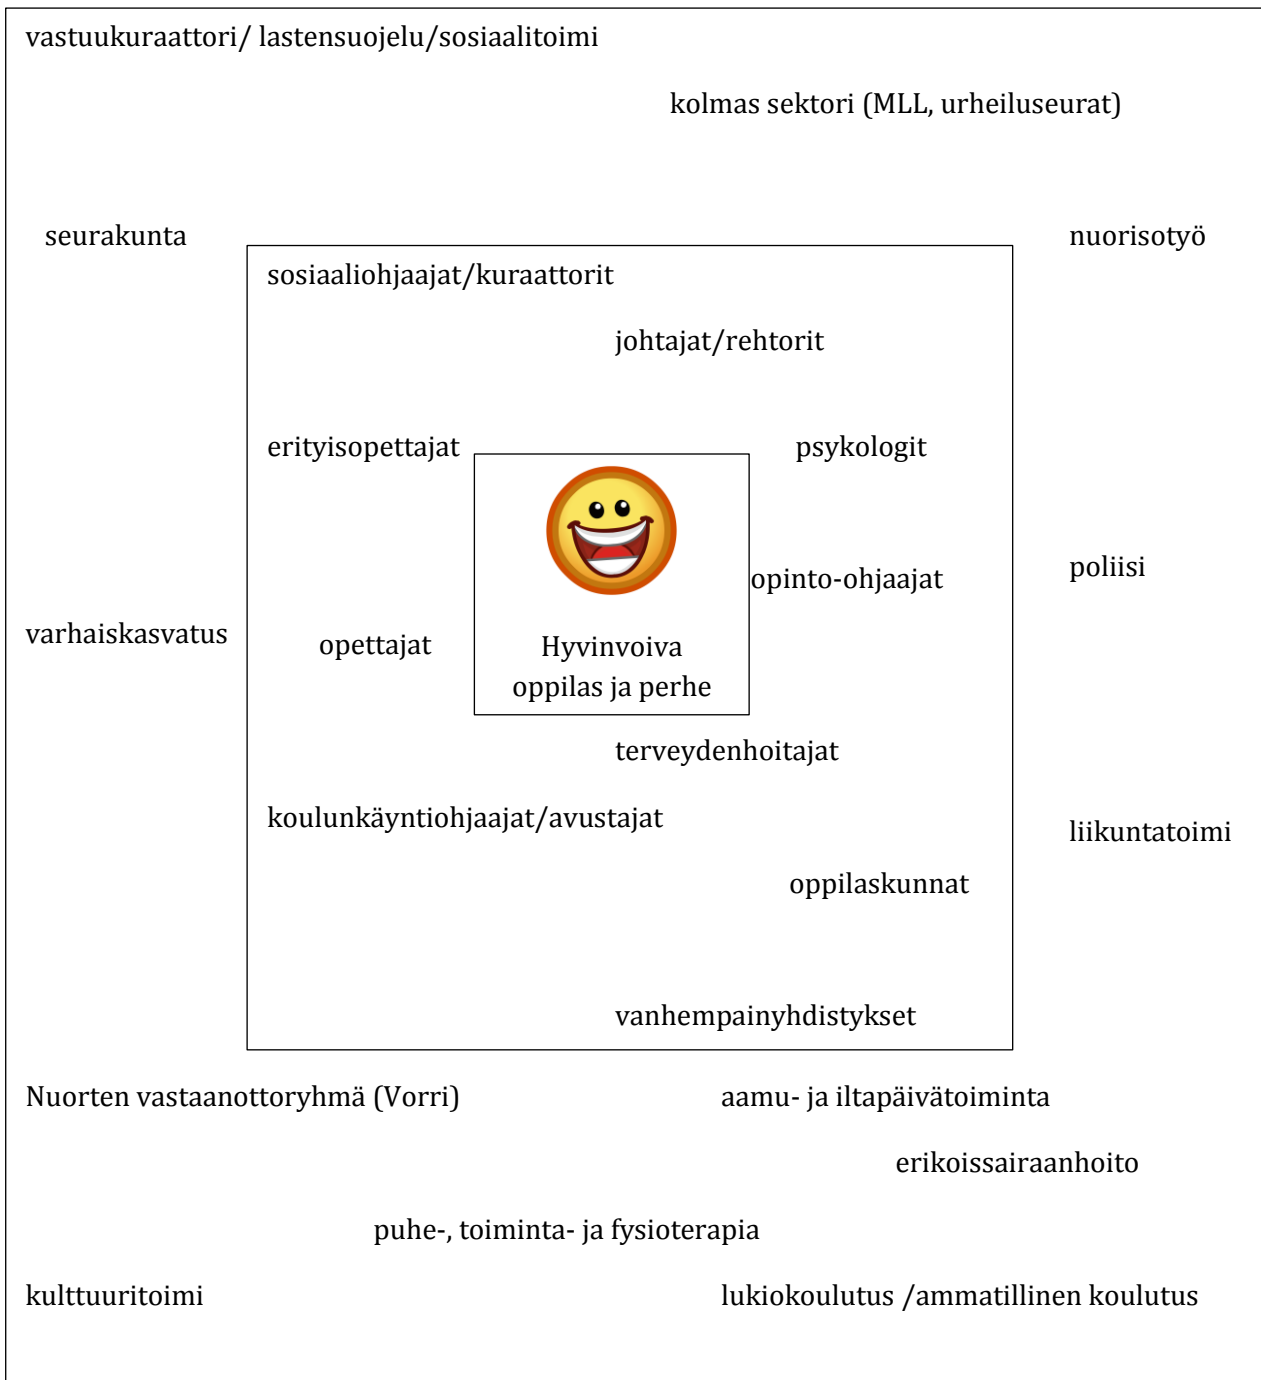 vastuukuraattori/ lastensuojelu/sosiaalitoimi
kolmas sektori (MLL, urheiluseurat)
seurakunta
nuorisotyö
sosiaaliohjaajat/kuraattorit
johtajat/rehtorit
erityisopettajat
psykologit
opinto-ohjaajat
poliisi
varhaiskasvatus
opettajat
Hyvinvoiva
oppilas ja perhe
terveydenhoitajat
koulunkäyntiohjaajat/avustajat
liikuntatoimi
oppilaskunnat
vanhempainyhdistykset
Nuorten vastaanottoryhmä (Vorri)
aamu- ja iltapäivätoiminta
erikoissairaanhoito
puhe-, toiminta- ja fysioterapia
kulttuuritoimi
lukiokoulutus /ammatillinen koulutus